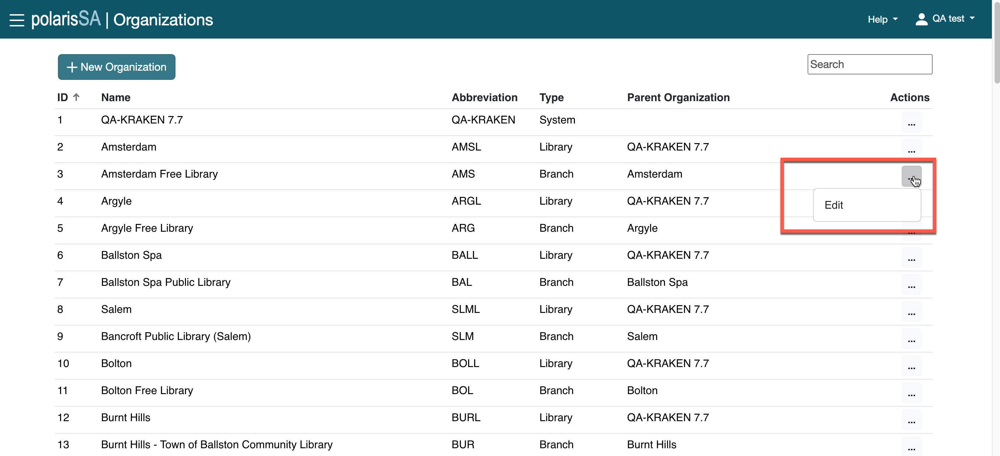 polarisSA | Organizations Help QA test
+ New Organization Search
ID ↑ Name Abbreviation Type Parent Organization Actions
1 QA-KRAKEN 7.7 QA-KRAKEN System ...
2 Amsterdam AMSL Library QA-KRAKEN 7.7 ...
3 Amsterdam Free Library AMS Branch Amsterdam ...
4 Argyle ARGL Library QA-KRAKEN 7.7 Edit
5 Argyle Free Library ARG Branch Argyle ...
6 Ballston Spa BALL Library QA-KRAKEN 7.7 ...
7 Ballston Spa Public Library BAL Branch Ballston Spa ...
8 Salem SLML Library QA-KRAKEN 7.7 ...
9 Bancroft Public Library (Salem) SLM Branch Salem ...
10 Bolton BOLL Library QA-KRAKEN 7.7 ...
11 Bolton Free Library BOL Branch Bolton ...
12 Burnt Hills BURL Library QA-KRAKEN 7.7 ...
13 Burnt Hills - Town of Ballston Community Library BUR Branch Burnt Hills ...